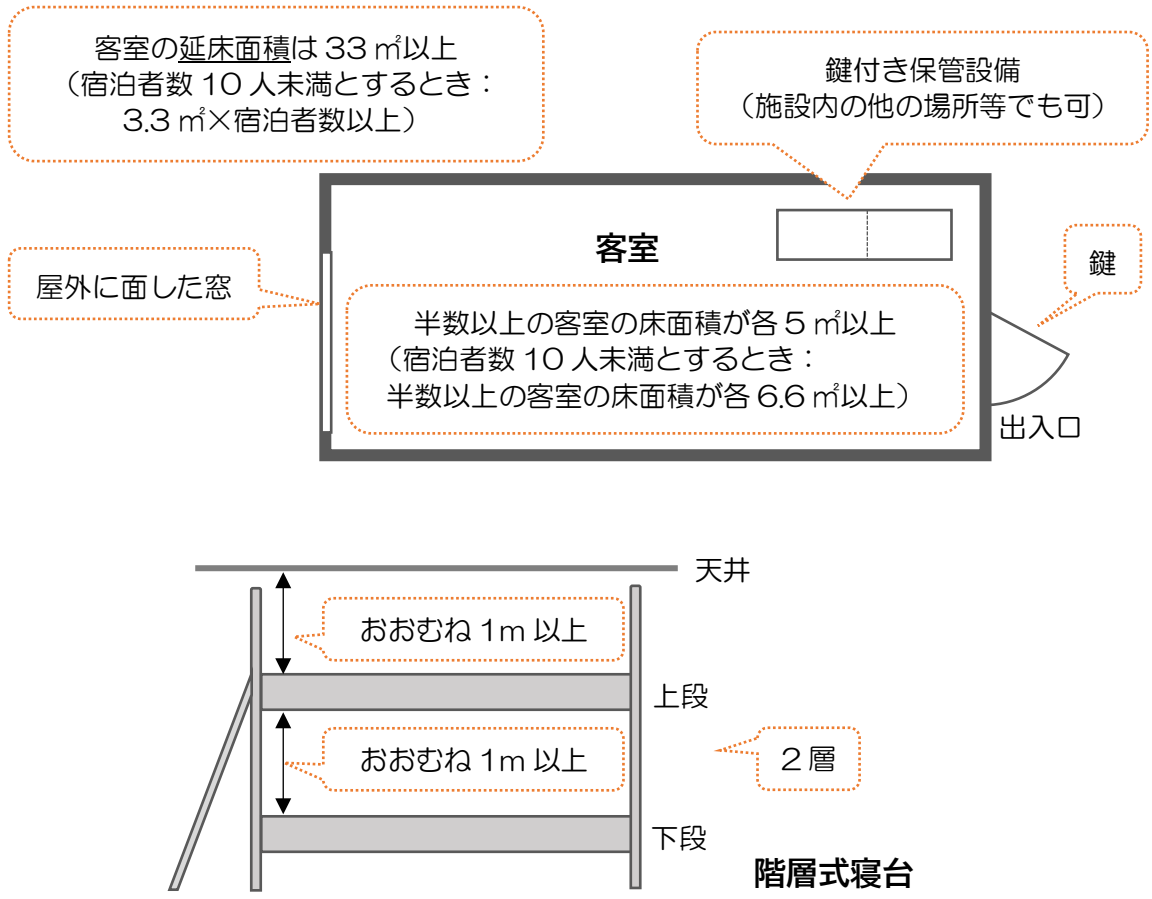 客室の延床面積は 33 ㎡以上
（宿泊者数 10 人未満とするとき：
3.3 ㎡×宿泊者数以上）
鍵付き保管設備
（施設内の他の場所等でも可）
客室
鍵
屋外に面した窓
半数以上の客室の床面積が各 5 ㎡以上
（宿泊者数 10 人未満とするとき：
半数以上の客室の床面積が各 6.6 ㎡以上）
出入口
天井
おおむね 1m 以上
上段
おおむね 1m 以上
２層
下段
階層式寝台